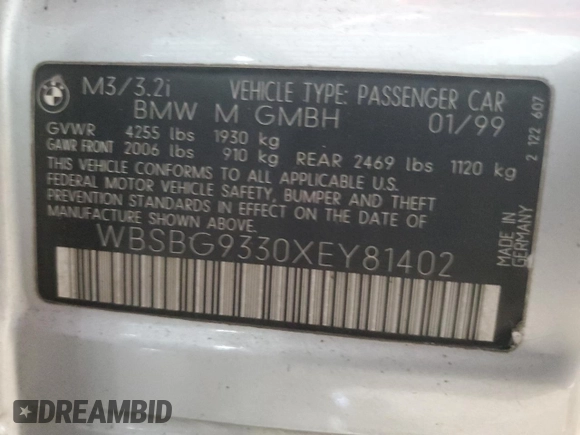 M3/3.2i VEHICLE TYPE: PASSENGER CAR
BMW M GMBH 01/99
GVWR 4255 lbs 1930 kg
GAWR FRONT 2006 lbs 910 kg REAR 2469 lbs 1120 kg
THIS VEHICLE CONFORMS TO ALL APPLICABLE U.S.
FEDERAL MOTOR VEHICLE SAFETY, BUMPER AND THEFT
PREVENTION STANDARDS IN EFFECT ON THE DATE OF
MANUFACTURE SHOWN ABOVE.
WBSBG9330XEY81402
2 122 607
MADE IN
GERMANY
DREAMBID